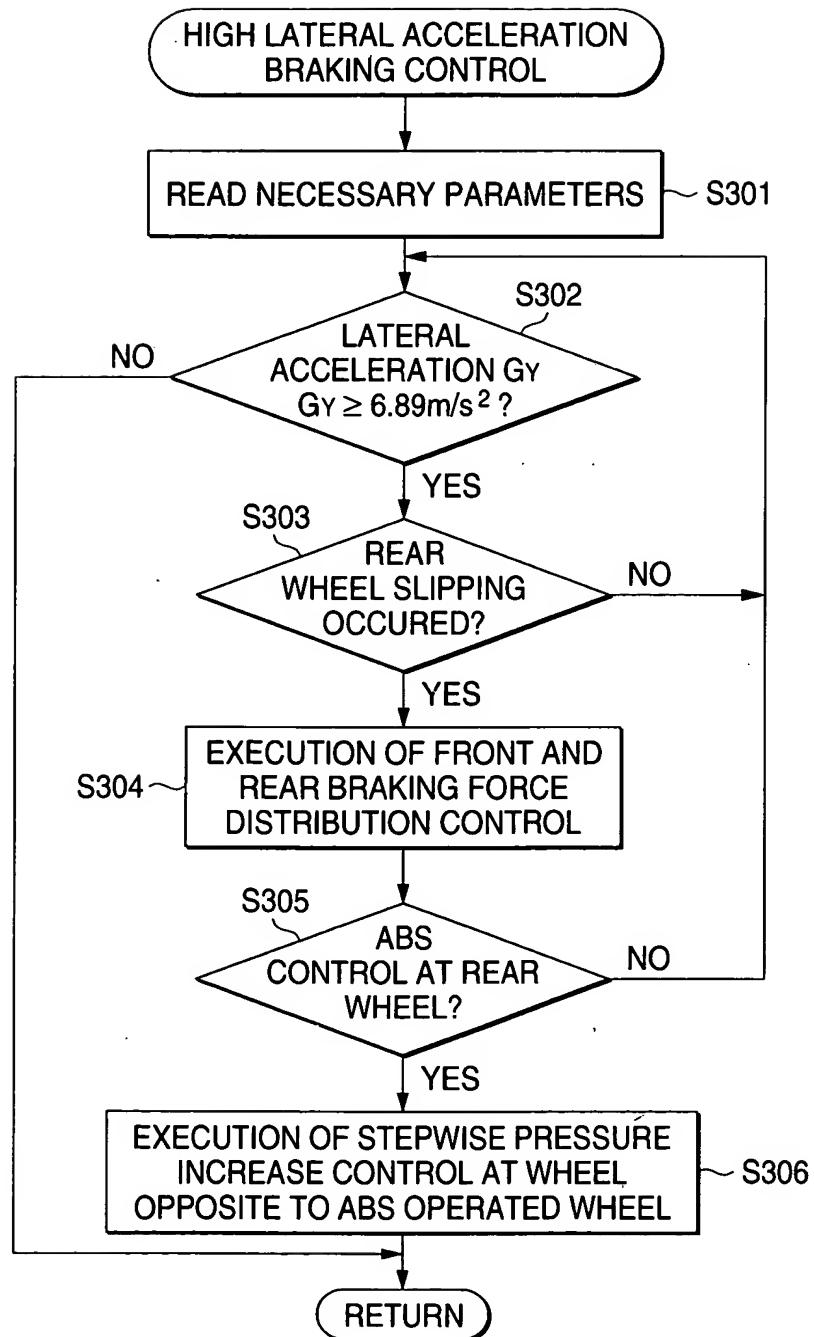 HIGH LATERAL ACCELERATION
BRAKING CONTROL
READ NECESSARY PARAMETERS
S301
S302
LATERAL
ACCELERATION GY
GY ≥ 6.89m/s² ?
NO
YES
S303
REAR
WHEEL SLIPPING
OCCURED?
NO
YES
EXECUTION OF FRONT AND
REAR BRAKING FORCE
DISTRIBUTION CONTROL
S304
S305
ABS
CONTROL AT REAR
WHEEL?
NO
YES
EXECUTION OF STEPWISE PRESSURE
INCREASE CONTROL AT WHEEL
OPPOSITE TO ABS OPERATED WHEEL
S306
RETURN